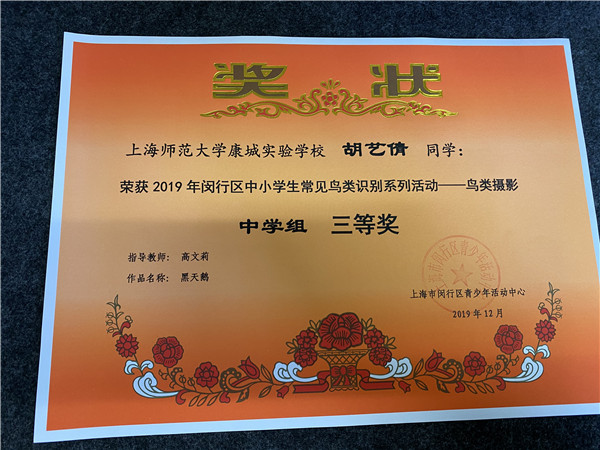 奖状
上海师范大学康城实验学校 胡艺倩 同学：
荣获 2019 年闵行区中小学生常见鸟类识别系列活动——鸟类摄影
中学组 三等奖
指导教师： 高文莉
作品名称： 黑天鹅
上海市闵行区青少年活动中心
2019 年 12 月